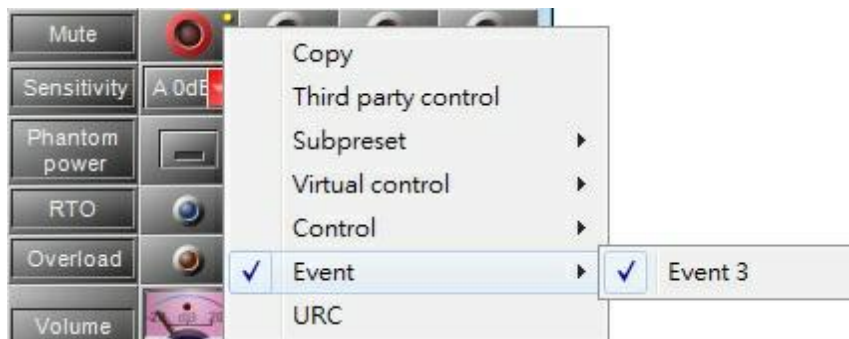 Mute
Sensitivity
A 0dB
Phantom
power
RTO
Overload
Volume
Copy
Third party control
Subpreset
Virtual control
Control
Event
URC
Event 3